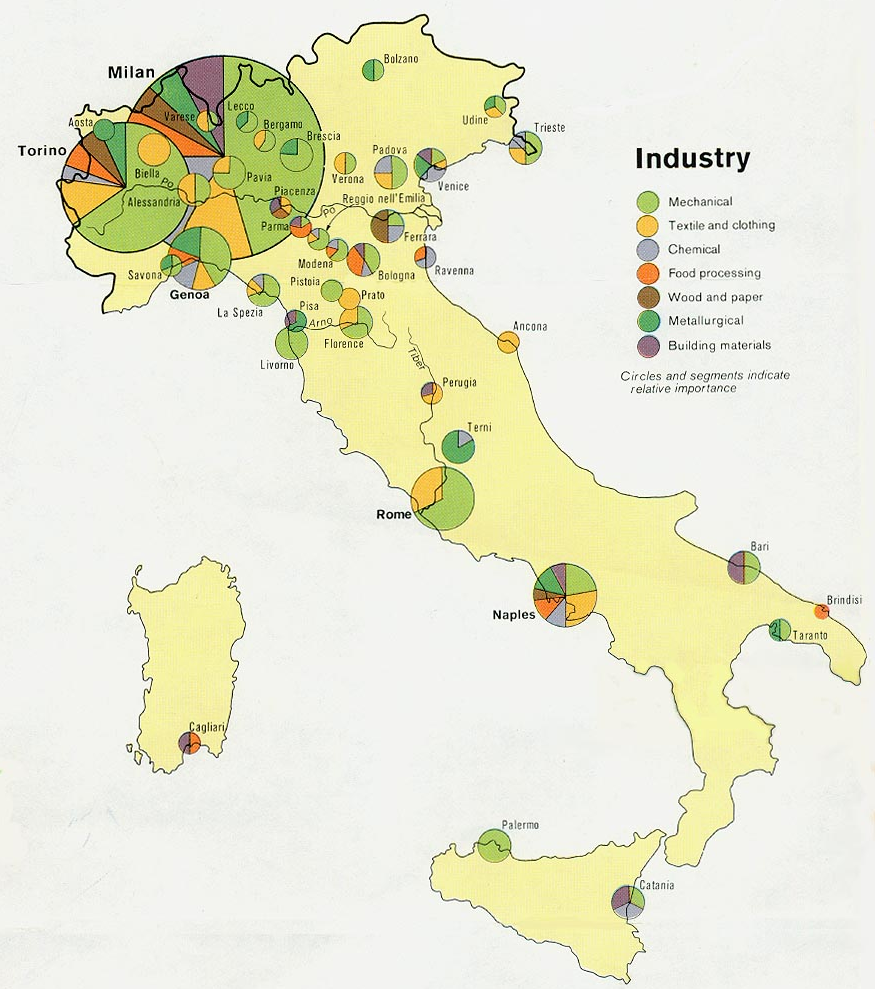 Bolzano
Milan
Lecco
Varese
Udine
Aosta
Bergamo
Trieste
Brescia
Torino
Padova
Biella
Verona
Pavia
Venice
Po
Piacenza
Alessandria
Reggio nell'Emilia
Po
Parma
Ferrara
Modena
Savona
Bologna
Ravenna
Genoa
Pistoia
Prato
La Spezia
Pisa
Arno
Florence
Ancona
Livorno
Tiber
Perugia
Terni
Rome
Bari
Naples
Brindisi
Taranto
Cagliari
Palermo
Catania
Industry
Mechanical
Textile and clothing
Chemical
Food processing
Wood and paper
Metallurgical
Building materials
Circles and segments indicate
relative importance